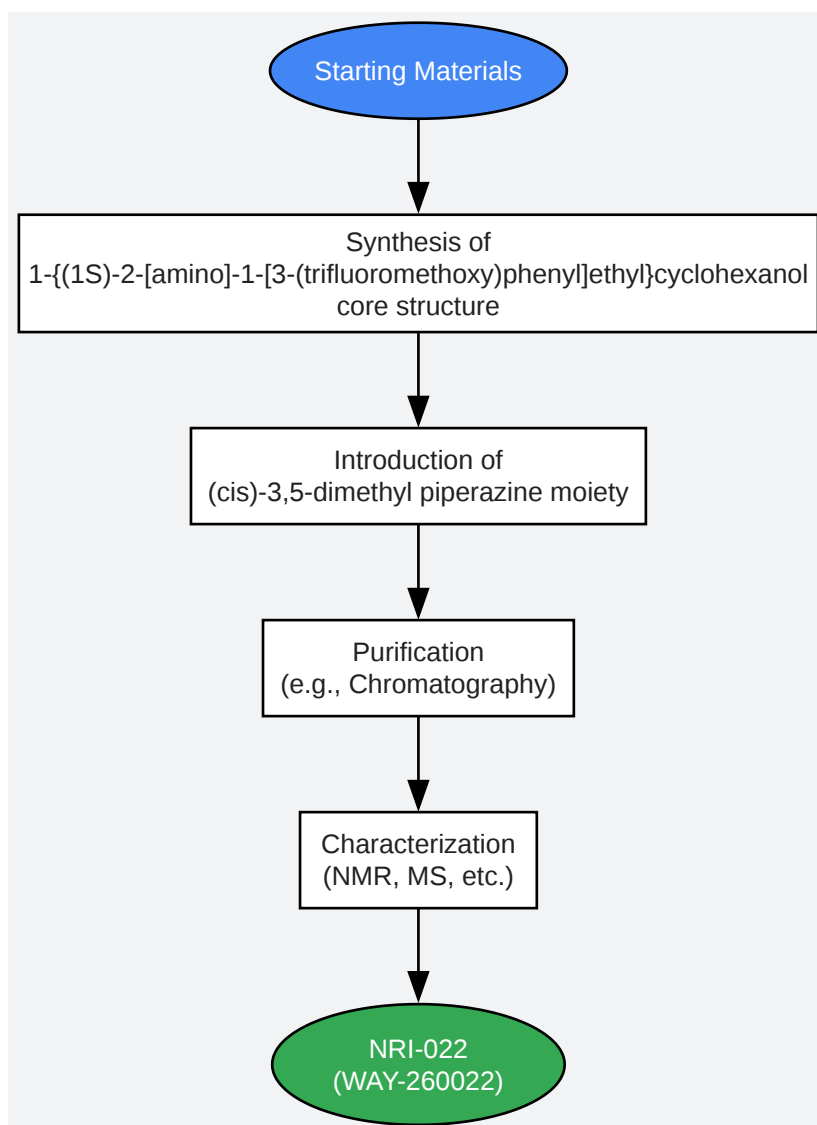 Starting Materials
Synthesis of
1-{(1S)-2-[amino]-1-[3-(trifluoromethoxy)phenyl]ethyl}cyclohexanol
core structure
Introduction of
(cis)-3,5-dimethyl piperazine moiety
Purification
(e.g., Chromatography)
Characterization
(NMR, MS, etc.)
NRI-022
(WAY-260022)